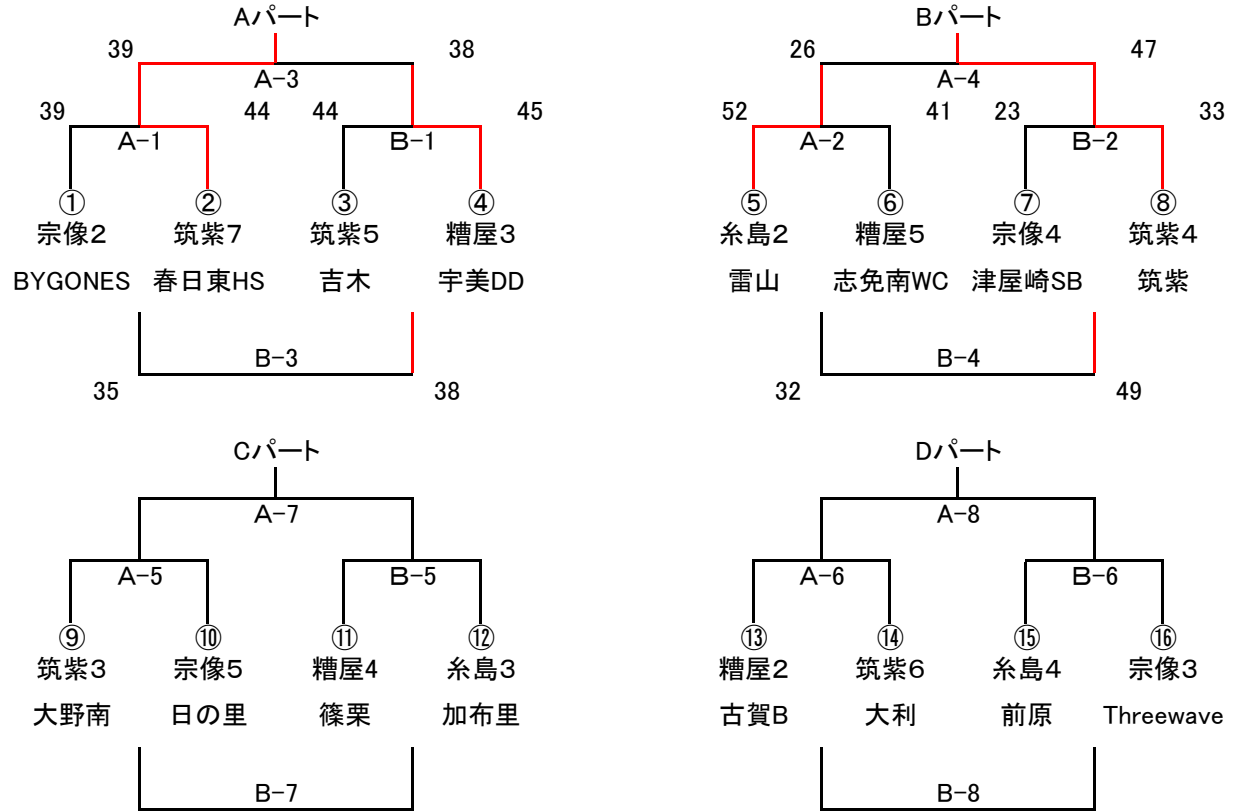 Aパート Bパート
39 38 26 47
A-3 A-4
39 44 44 45 52 41 23 33
A-1 B-1 A-2 B-2
① ② ③ ④ ⑤ ⑥ ⑦ ⑧
宗像2 筑紫7 筑紫5 糟屋3 糸島2 糟屋5 宗像4 筑紫4
BYGONES 春日東HS 吉木 宇美DD 雷山 志免南WC 津屋崎SB 筑紫
B-3 B-4
35 38 32 49
Cパート Dパート
A-7 A-8
A-5 B-5 A-6 B-6
⑨ ⑩ ⑪ ⑫ ⑬ ⑭ ⑮ ⑯
筑紫3 宗像5 糟屋4 糸島3 糟屋2 筑紫6 糸島4 宗像3
大野南 日の里 篠栗 加布里 古賀B 大利 前原 Threewave
B-7 B-8